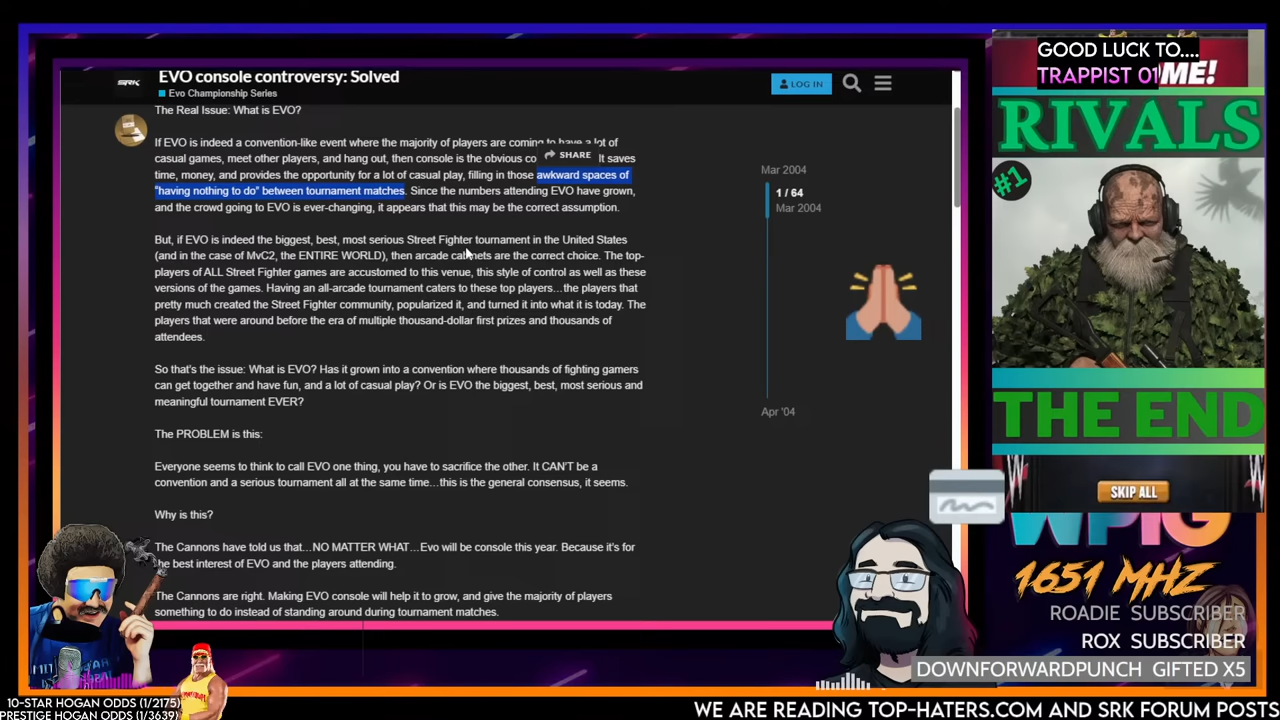 EVO console controversy: Solved
SRK
Evo Championship Series
LOG IN
The Real Issue: What is EVO?
If EVO is indeed a convention-like event where the majority of players are coming to have a lot of
casual games, meet other players, and hang out, then console is the obvious co
SHARE
It saves
time, money, and provides the opportunity for a lot of casual play, filling in those awkward spaces of
"having nothing to do" between tournament matches. Since the numbers attending EVO have grown,
and the crowd going to EVO is ever-changing, it appears that this may be the correct assumption.
But, if EVO is indeed the biggest, best, most serious Street Fighter tournament in the United States
(and in the case of MvC2, the ENTIRE WORLD), then arcade cabinets are the correct choice. The top-
players of ALL Street Fighter games are accustomed to this venue, this style of control as well as these
versions of the games. Having an all-arcade tournament caters to these top players…the players that
pretty much created the Street Fighter community, popularized it, and turned it into what it is today. The
players that were around before the era of multiple thousand-dollar first prizes and thousands of
attendees.
So that's the issue: What is EVO? Has it grown into a convention where thousands of fighting gamers
can get together and have fun, and a lot of casual play? Or is EVO the biggest, best, most serious and
meaningful tournament EVER?
The PROBLEM is this:
Everyone seems to think to call EVO one thing, you have to sacrifice the other. It CAN'T be a
convention and a serious tournament all at the same time…this is the general consensus, it seems.
Why is this?
The Cannons have told us that…NO MATTER WHAT…Evo will be console this year. Because it's for
the best interest of EVO and the players attending.
The Cannons are right. Making EVO console will help it to grow, and give the majority of players
something to do instead of standing around during tournament matches.
Mar 2004
1 / 64
Mar 2004
Apr '04
GOOD LUCK TO....
TRAPPIST 01
ME!
RIVALS
#1
THE END
SKIP ALL
WPIG
1651 MHZ
ROADIE SUBSCRIBER
ROX SUBSCRIBER
DOWNFORWARDPUNCH GIFTED X5
10-STAR HOGAN ODDS (1/2175)
PRESTIGE HOGAN ODDS (1/3639)
WE ARE READING TOP-HATERS.COM AND SRK FORUM POSTS